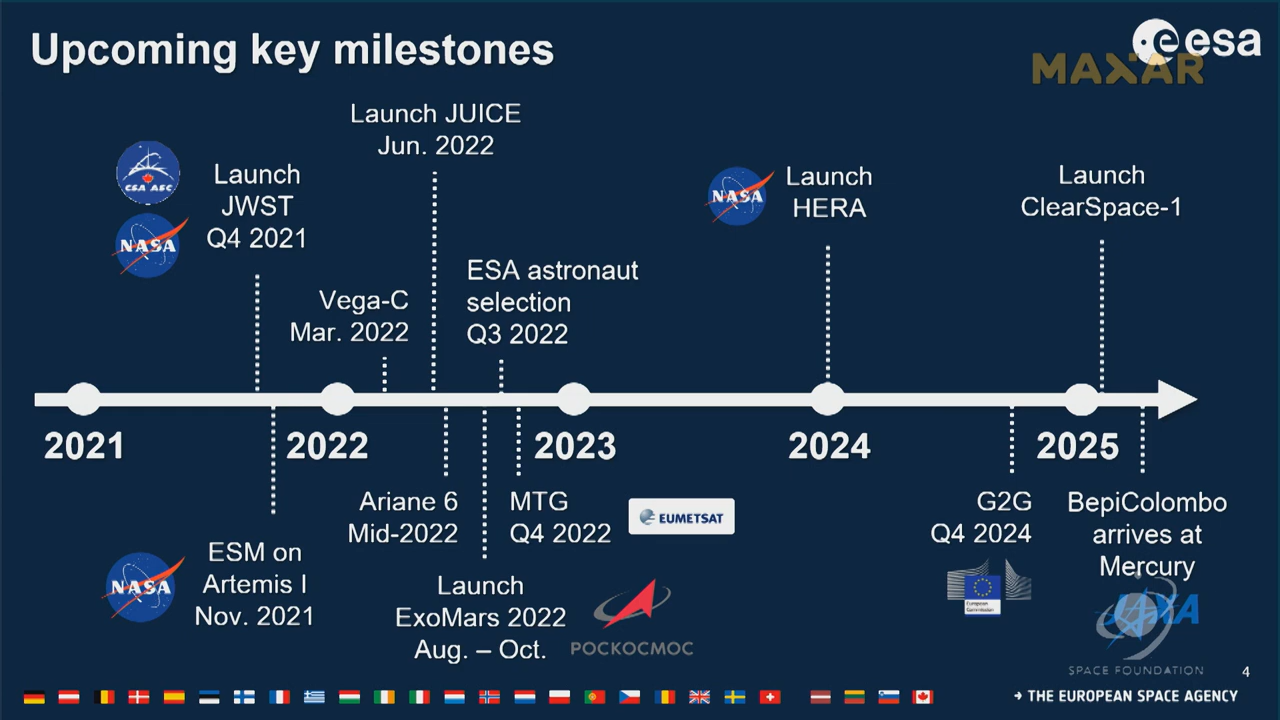 Upcoming key milestones
esa
MAXAR
Launch JUICE
Jun. 2022
CSA ASC
NASA
Launch
JWST
Q4 2021
NASA
Launch
HERA
Launch
ClearSpace-1
Vega-C
Mar. 2022
ESA astronaut
selection
Q3 2022
2021
2022
2023
2024
2025
Ariane 6
Mid-2022
MTG
Q4 2022
EUMETSAT
G2G
Q4 2024
European
Commission
BepiColombo
arrives at
Mercury
JAXA
SPACE FOUNDATION
NASA
ESM on
Artemis I
Nov. 2021
Launch
ExoMars 2022
Aug. – Oct.
РОСКОСМОС
4
→ THE EUROPEAN SPACE AGENCY